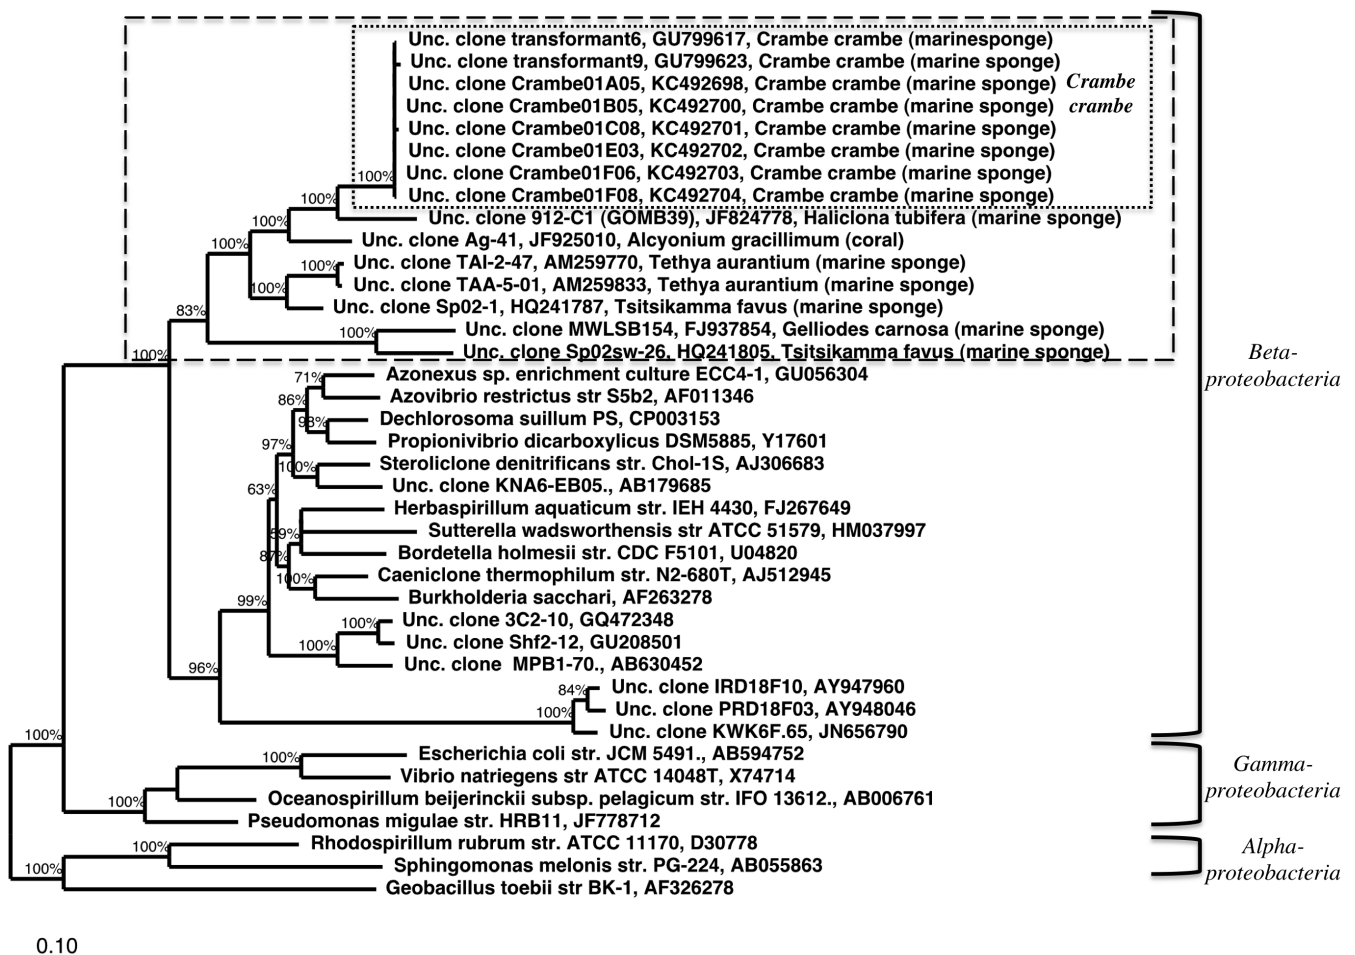 Unc. clone transformant6, GU799617, Crambe crambe (marinesponge)
Unc. clone transformant9, GU799623, Crambe crambe (marine sponge)
Unc. clone Crambe01A05, KC492698, Crambe crambe (marine sponge)
Crambe
Unc. clone Crambe01B05, KC492700, Crambe crambe (marine sponge)
crambe
Unc. clone Crambe01C08, KC492701, Crambe crambe (marine sponge)
Unc. clone Crambe01E03, KC492702, Crambe crambe (marine sponge)
100%
Unc. clone Crambe01F06, KC492703, Crambe crambe (marine sponge)
100%
Unc. clone Crambe01F08, KC492704, Crambe crambe (marine sponge)
100%
Unc. clone 912-C1 (GOMB39), JF824778, Haliclona tubifera (marine sponge)
100%
Unc. clone Ag-41, JF925010, Alcyonium gracillimum (coral)
100%
Unc. clone TAI-2-47, AM259770, Tethya aurantium (marine sponge)
100%
Unc. clone TAA-5-01, AM259833, Tethya aurantium (marine sponge)
83%
Unc. clone Sp02-1, HQ241787, Tsitsikamma favus (marine sponge)
100%
Unc. clone MWLSB154, FJ937854, Gelliodes carnosa (marine sponge)
100%
Unc. clone Sp02sw-26, HQ241805, Tsitsikamma favus (marine sponge)
Beta-
proteobacteria
71%
Azonexus sp. enrichment culture ECC4-1, GU056304
86%
Azovibrio restrictus str S5b2, AF011346
98%
Dechlorosoma suillum PS, CP003153
97%
Propionivibrio dicarboxylicus DSM5885, Y17601
100%
Steroliclone denitrificans str. Chol-1S, AJ306683
63%
Unc. clone KNA6-EB05., AB179685
Herbaspirillum aquaticum str. IEH 4430, FJ267649
59%
Sutterella wadsworthensis str ATCC 51579, HM037997
87%
Bordetella holmesii str. CDC F5101, U04820
100%
Caeniclone thermophilum str. N2-680T, AJ512945
99%
Burkholderia sacchari, AF263278
100%
Unc. clone 3C2-10, GQ472348
100%
Unc. clone Shf2-12, GU208501
96%
Unc. clone MPB1-70., AB630452
84%
Unc. clone IRD18F10, AY947960
100%
Unc. clone PRD18F03, AY948046
100%
Unc. clone KWK6F.65, JN656790
100%
Escherichia coli str. JCM 5491., AB594752
Gamma-
proteobacteria
Vibrio natriegens str ATCC 14048T, X74714
100%
Oceanospirillum beijerinckii subsp. pelagicum str. IFO 13612., AB006761
Pseudomonas migulae str. HRB11, JF778712
100%
Rhodospirillum rubrum str. ATCC 11170, D30778
Alpha-
proteobacteria
100%
Sphingomonas melonis str. PG-224, AB055863
Geobacillus toebii str BK-1, AF326278
0.10